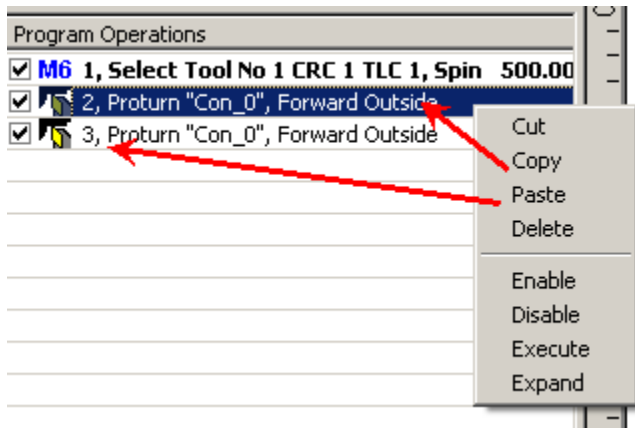 Program Operations
M6 1, Select Tool No 1 CRC 1 TLC 1, Spin 500.00
2, Proturn "Con_0", Forward Outside
3, Proturn "Con_0", Forward Outside
Cut
Copy
Paste
Delete
Enable
Disable
Execute
Expand